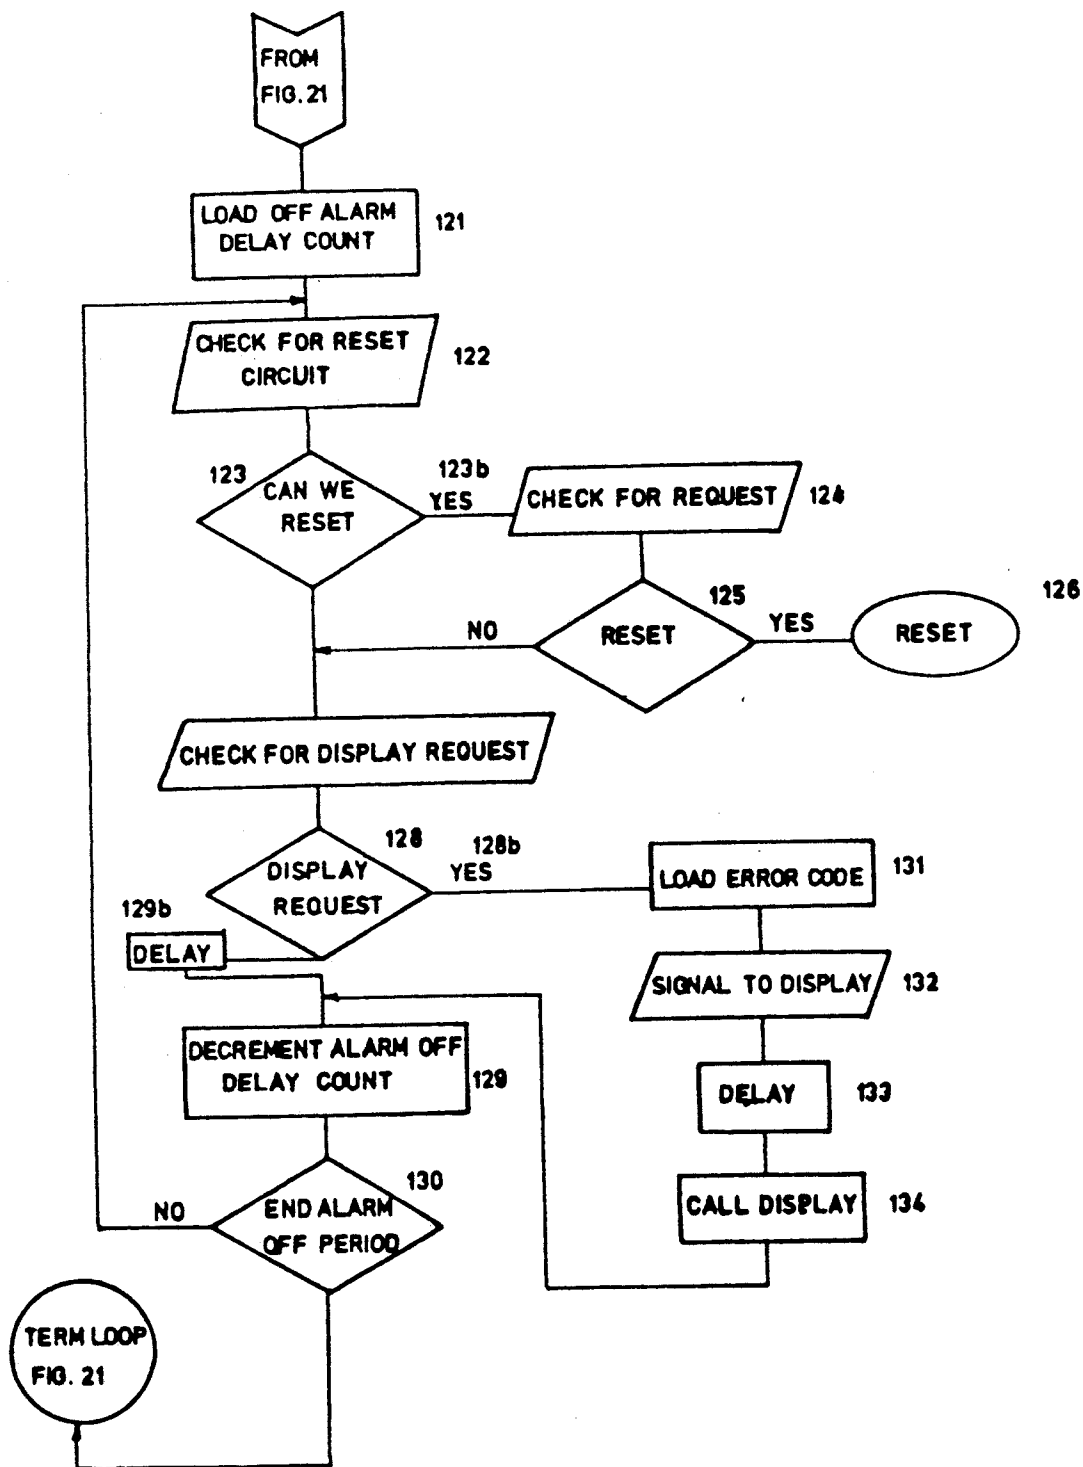 FROM
FIG. 21
LOAD OFF ALARM
DELAY COUNT
121
CHECK FOR RESET
CIRCUIT
122
123
CAN WE
RESET
123b
YES
CHECK FOR REQUEST
124
125
RESET
NO
YES
RESET
126
CHECK FOR DISPLAY REQUEST
128
DISPLAY
REQUEST
128b
YES
LOAD ERROR CODE
131
129b
DELAY
SIGNAL TO DISPLAY
132
DECREMENT ALARM OFF
DELAY COUNT
129
DELAY
133
130
END ALARM
OFF PERIOD
NO
CALL DISPLAY
134
TERM LOOP
FIG. 21